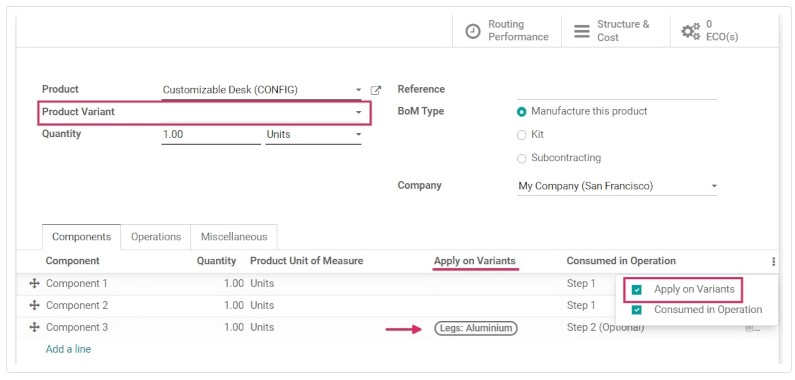 Routing Performance
Structure & Cost
0 ECO(s)
Product Customizable Desk (CONFIG)
Reference
Product Variant
BoM Type Manufacture this product
Quantity 1.00 Units
Kit
Subcontracting
Company My Company (San Francisco)
Components Operations Miscellaneous
Component Quantity Product Unit of Measure Apply on Variants Consumed in Operation
Component 1 1.00 Units Step 1
Apply on Variants
Component 2 1.00 Units Step 1
Consumed in Operation
Component 3 1.00 Units Legs: Aluminium Step 2 (Optional)
Add a line